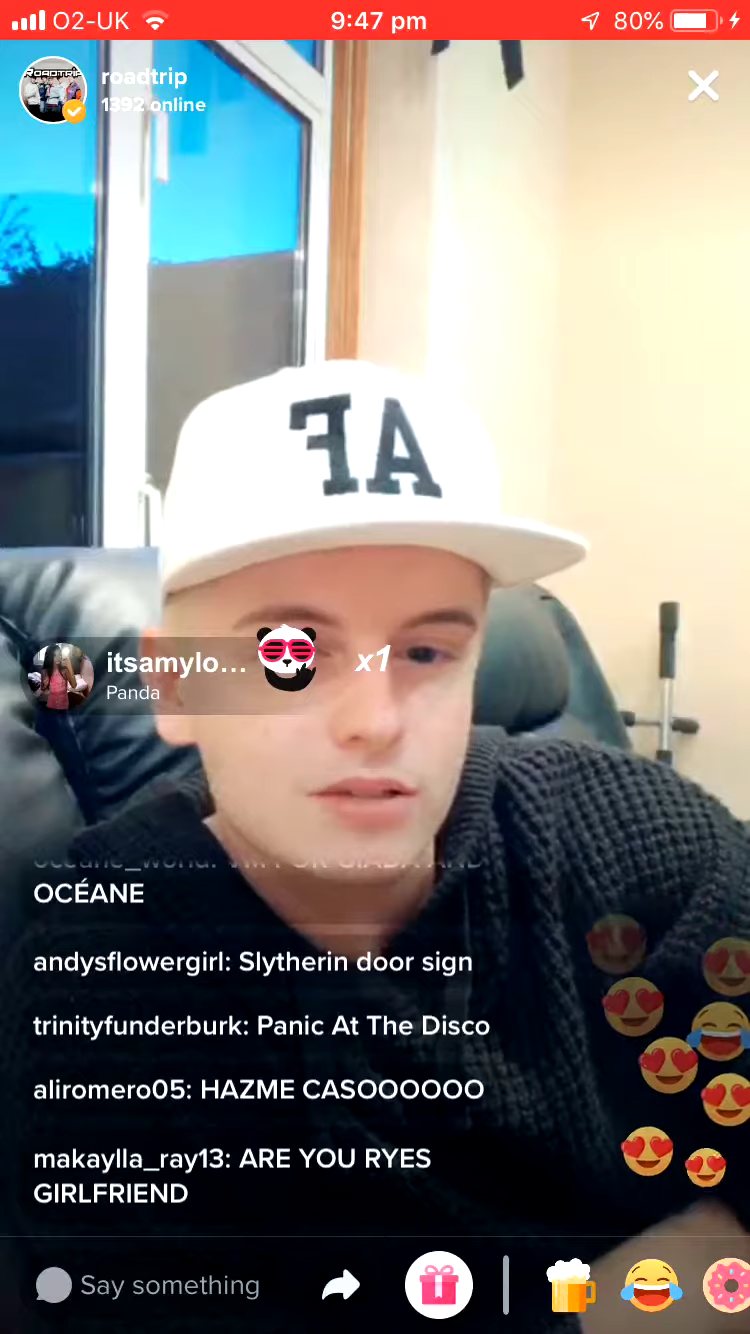 O2-UK 9:47 pm 80%
ROADTRIP
roadtrip
1392 online
AF
itsamylo... x1
Panda
OCÉANE
andysflowergirl: Slytherin door sign
trinityfunderburk: Panic At The Disco
aliromero05: HAZME CASOOOOOO
makaylla_ray13: ARE YOU RYES
GIRLFRIEND
Say something